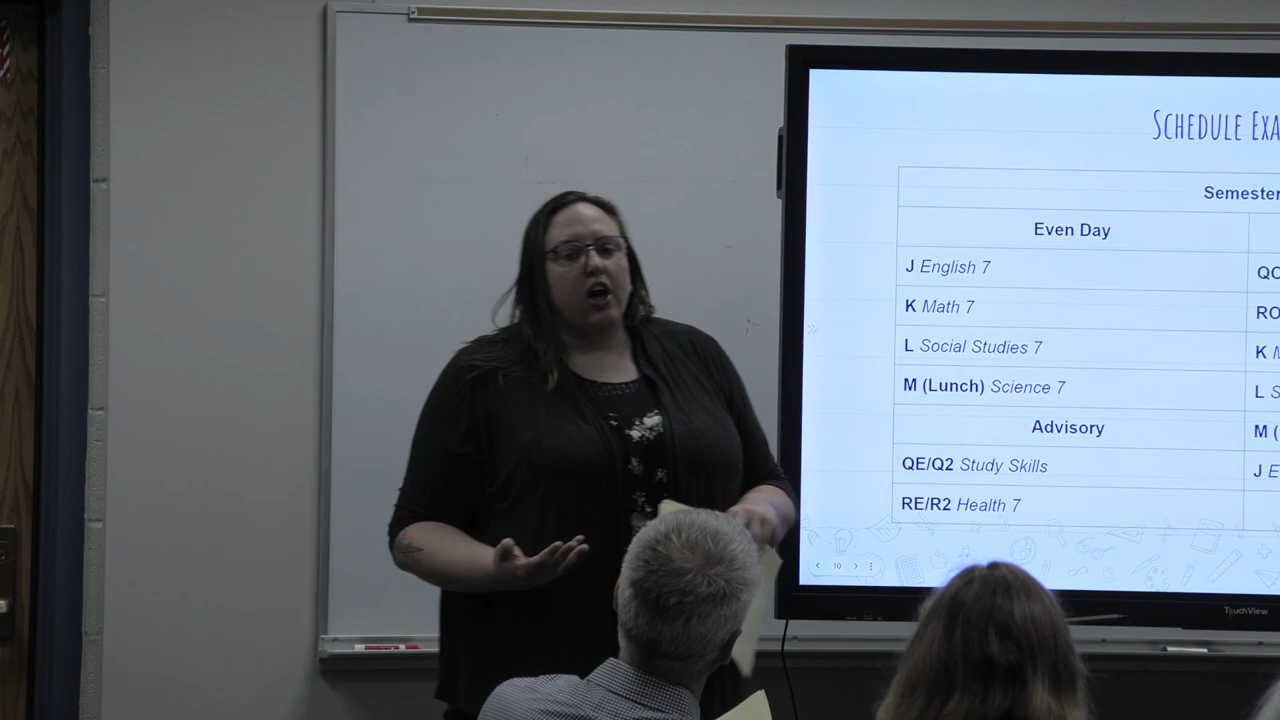 SCHEDULE EXA
Semester
Even Day
J English 7
QO
K Math 7
RO
L Social Studies 7
K M
M (Lunch) Science 7
L S
Advisory
M (
QE/Q2 Study Skills
J E
RE/R2 Health 7
10
TouchView